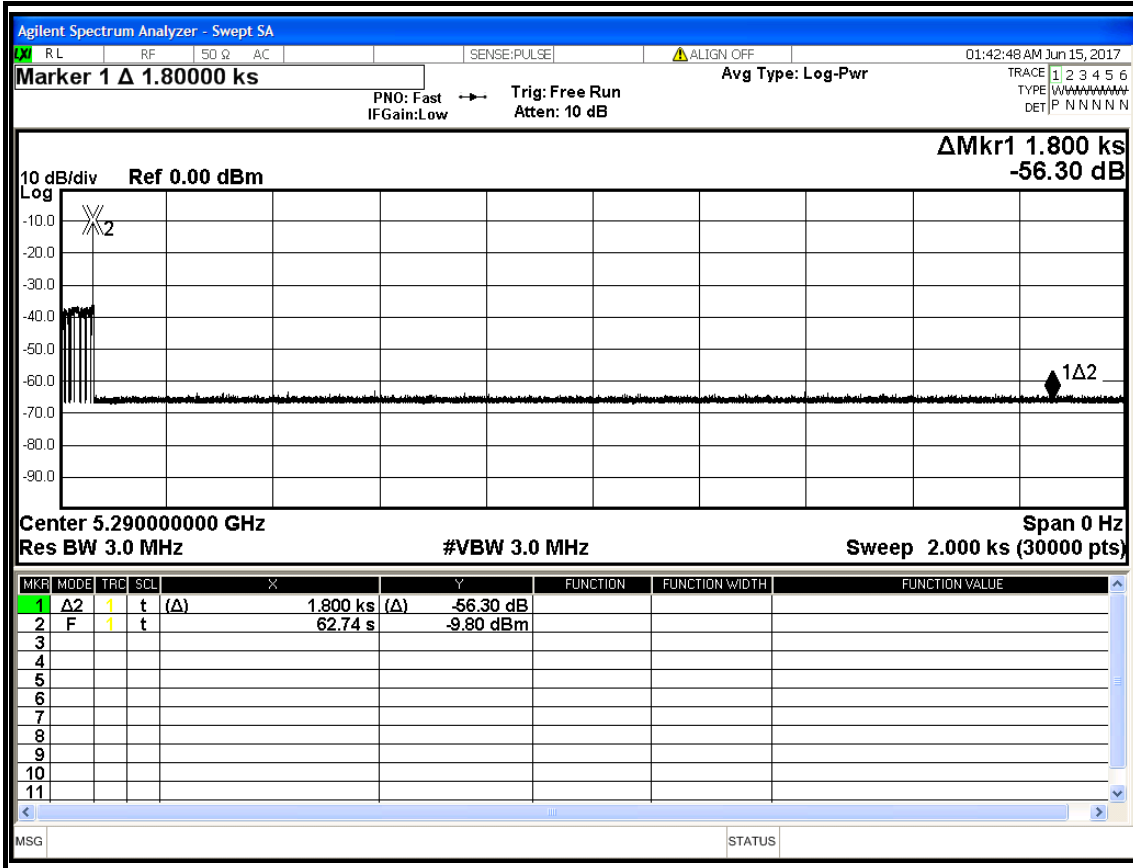 Agilent Spectrum Analyzer - Swept SA
LXI RL RF 50 Ω AC SENSE:PULSE ALIGN OFF 01:42:48 AM Jun 15, 2017
Marker 1 Δ 1.80000 ks
Avg Type: Log-Pwr
TRACE 1 2 3 4 5 6
PNO: Fast Trig: Free Run
TYPE
IFGain:Low Atten: 10 dB
DET P N N N N N
ΔMkr1 1.800 ks
10 dB/div Ref 0.00 dBm -56.30 dB
Log
-10.0
2
-20.0
-30.0
-40.0
-50.0
-60.0
1Δ2
-70.0
-80.0
-90.0
Center 5.290000000 GHz Span 0 Hz
Res BW 3.0 MHz #VBW 3.0 MHz Sweep 2.000 ks (30000 pts)
MKR MODE TRC SCL X Y FUNCTION FUNCTION WIDTH FUNCTION VALUE
1 Δ2 1 t (Δ) 1.800 ks (Δ) -56.30 dB
2 F 1 t 62.74 s -9.80 dBm
3
4
5
6
7
8
9
10
11
MSG STATUS